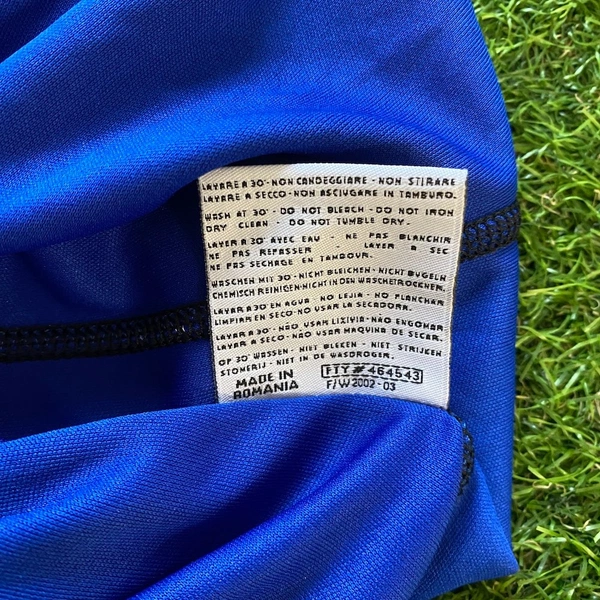 LAVARE A 30° - NON CANDEGGIARE - NON STIRARE
LAVARE A SECCO - NON ASCIUGARE IN TAMBURO.
WASH AT 30° - DO NOT BLEACH - DO NOT IRON
DRY CLEAN - DO NOT TUMBLE DRY.
LAVER A 30° AVEC EAU - NE PAS BLANCHIR
NE PAS REPASSER - LAVER A SEC
NE PAS SECHAGE EN TAMBOUR.
WASCHEN MIT 30° - NICHT BLEICHEN - NICHT BUGELN
CHEMISCH REINIGEN - NICHT IN DEN WASCHETROCKNER.
LAVAR A 30° EN AGUA - NO LEJIA - NO PLANCHAR
LIMPIAR EN SECO - NO USAR LA SECADORA.
LAVAR A 30° - NÃO USAR LIXIVIA - NÃO ENGOMAR
LAVAR A SECO - NÃO USAR MAQUINA DE SECAR.
OP 30° WASSEN - NIET BLEKEN - NIET STRIJKEN
STOMERIJ - NIET IN DE WASDROGER.
MADE IN
ROMANIA
FTY # 464543
F/W 2002 - 03